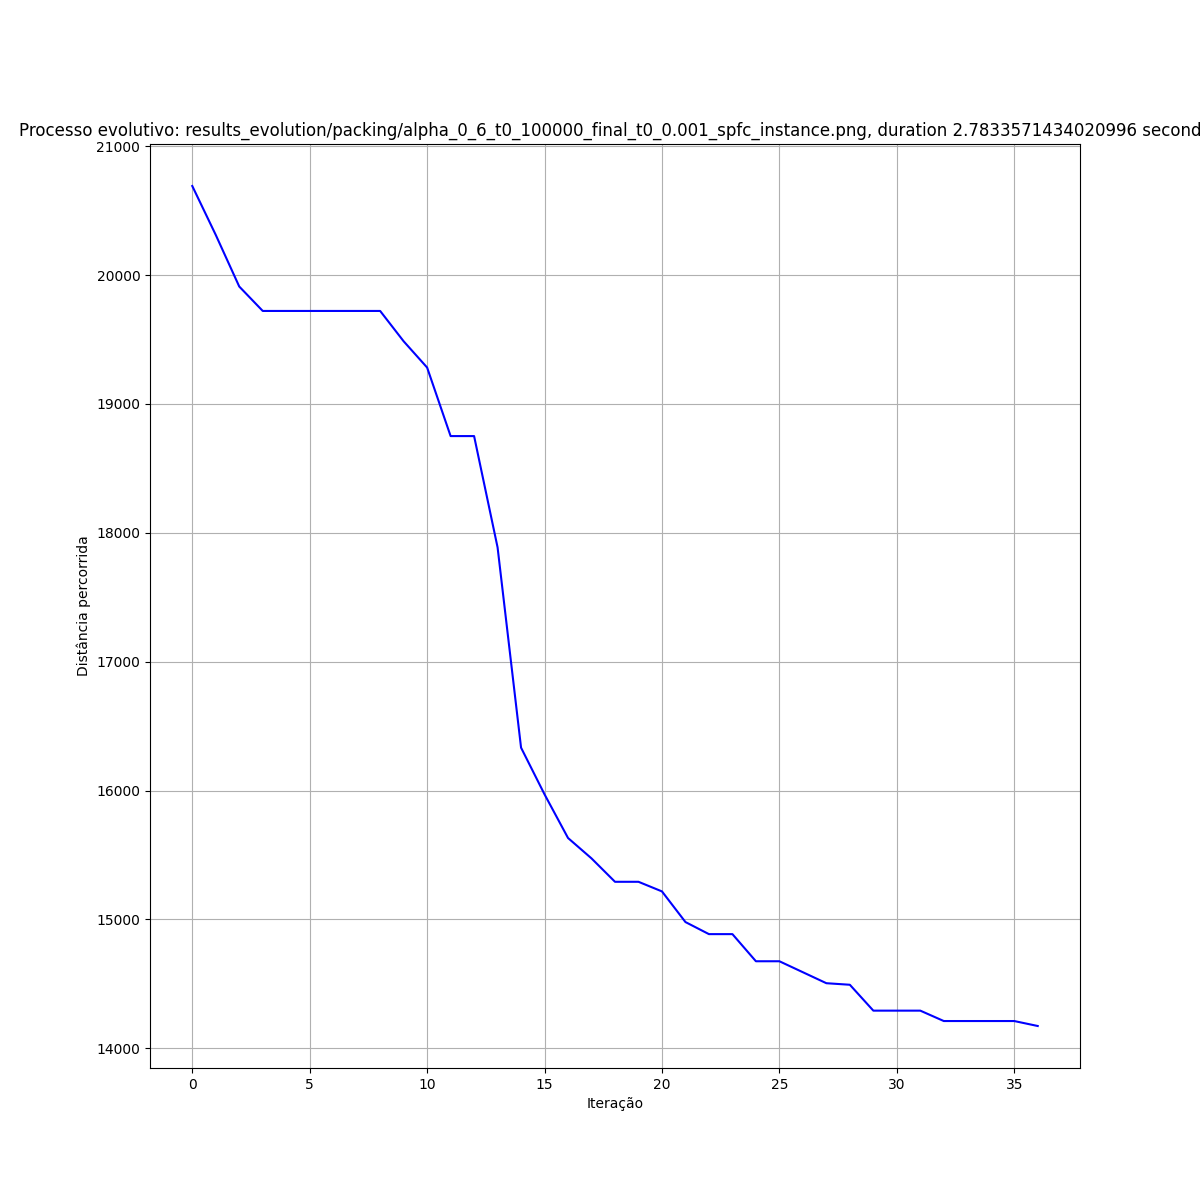 Processo evolutivo: results_evolution/packing/alpha_0_6_t0_100000_final_t0_0.001_spfc_instance.png, duration 2.7833571434020996 second
21000
20000
19000
18000
17000
16000
15000
14000
Distância percorrida
0 5 10 15 20 25 30 35
Iteração